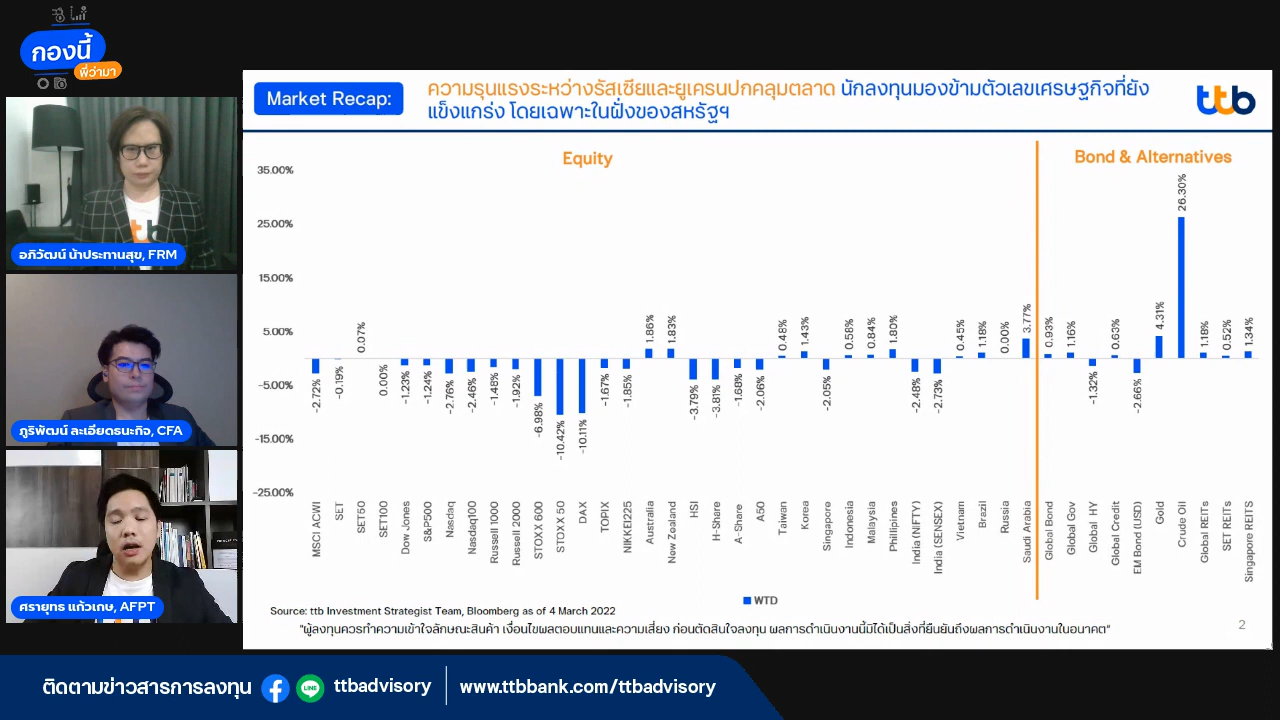 กองนี้
พี่ว่ามา
อภิวัฒน์ น้าประทานสุข, FRM
ภูริพัฒน์ ละเอียดธนะกิจ, CFA
ศรายุทธ แก้วเกษ, AFPT
Market Recap:
ความรุนแรงระหว่างรัสเซียและยูเครนปกคลุมตลาด นักลงทุนมองข้ามตัวเลขเศรษฐกิจที่ยัง
แข็งแกร่ง โดยเฉพาะในฝั่งของสหรัฐฯ
ttb
Equity
Bond & Alternatives
35.00%
25.00%
15.00%
5.00%
-5.00%
-15.00%
-25.00%
-2.72%
-0.19%
0.07%
0.00%
-1.23%
-1.24%
-2.76%
-2.46%
-1.48%
-1.92%
-6.98%
-10.42%
-10.11%
-1.67%
-1.85%
1.86%
1.83%
-3.79%
-3.81%
-1.68%
-2.06%
0.48%
1.43%
-2.05%
0.58%
0.84%
1.80%
-2.48%
-2.73%
0.45%
1.18%
0.00%
3.77%
0.93%
1.16%
-1.32%
0.63%
-2.66%
4.31%
26.30%
1.18%
0.52%
1.34%
MSCI ACWI
SET
SET50
SET100
Dow Jones
S&P500
Nasdaq
Nasdaq100
Russell 1000
Russell 2000
STOXX 600
STOXX 50
DAX
TOPIX
NIKKEI225
Australia
New Zealand
HSI
H-Share
A-Share
A50
Taiwan
Korea
Singapore
Indonesia
Malaysia
Phillipines
India (NIFTY)
India (SENSEX)
Vietnam
Brazil
Russia
Saudi Arabia
Global Bond
Global Gov
Global HY
Global Credit
EM Bond (USD)
Gold
Crude Oil
Global REITs
SET REITs
Singapore REITS
WTD
Source: ttb Investment Strategist Team, Bloomberg as of 4 March 2022
"ผู้ลงทุนควรทำความเข้าใจลักษณะสินค้า เงื่อนไขผลตอบแทนและความเสี่ยง ก่อนตัดสินใจลงทุน ผลการดำเนินงานนี้มิได้เป็นสิ่งที่ยืนยันถึงผลการดำเนินงานในอนาคต"
2
ติดตามข่าวสารการลงทุน
LINE
ttbadvisory
www.ttbbank.com/ttbadvisory